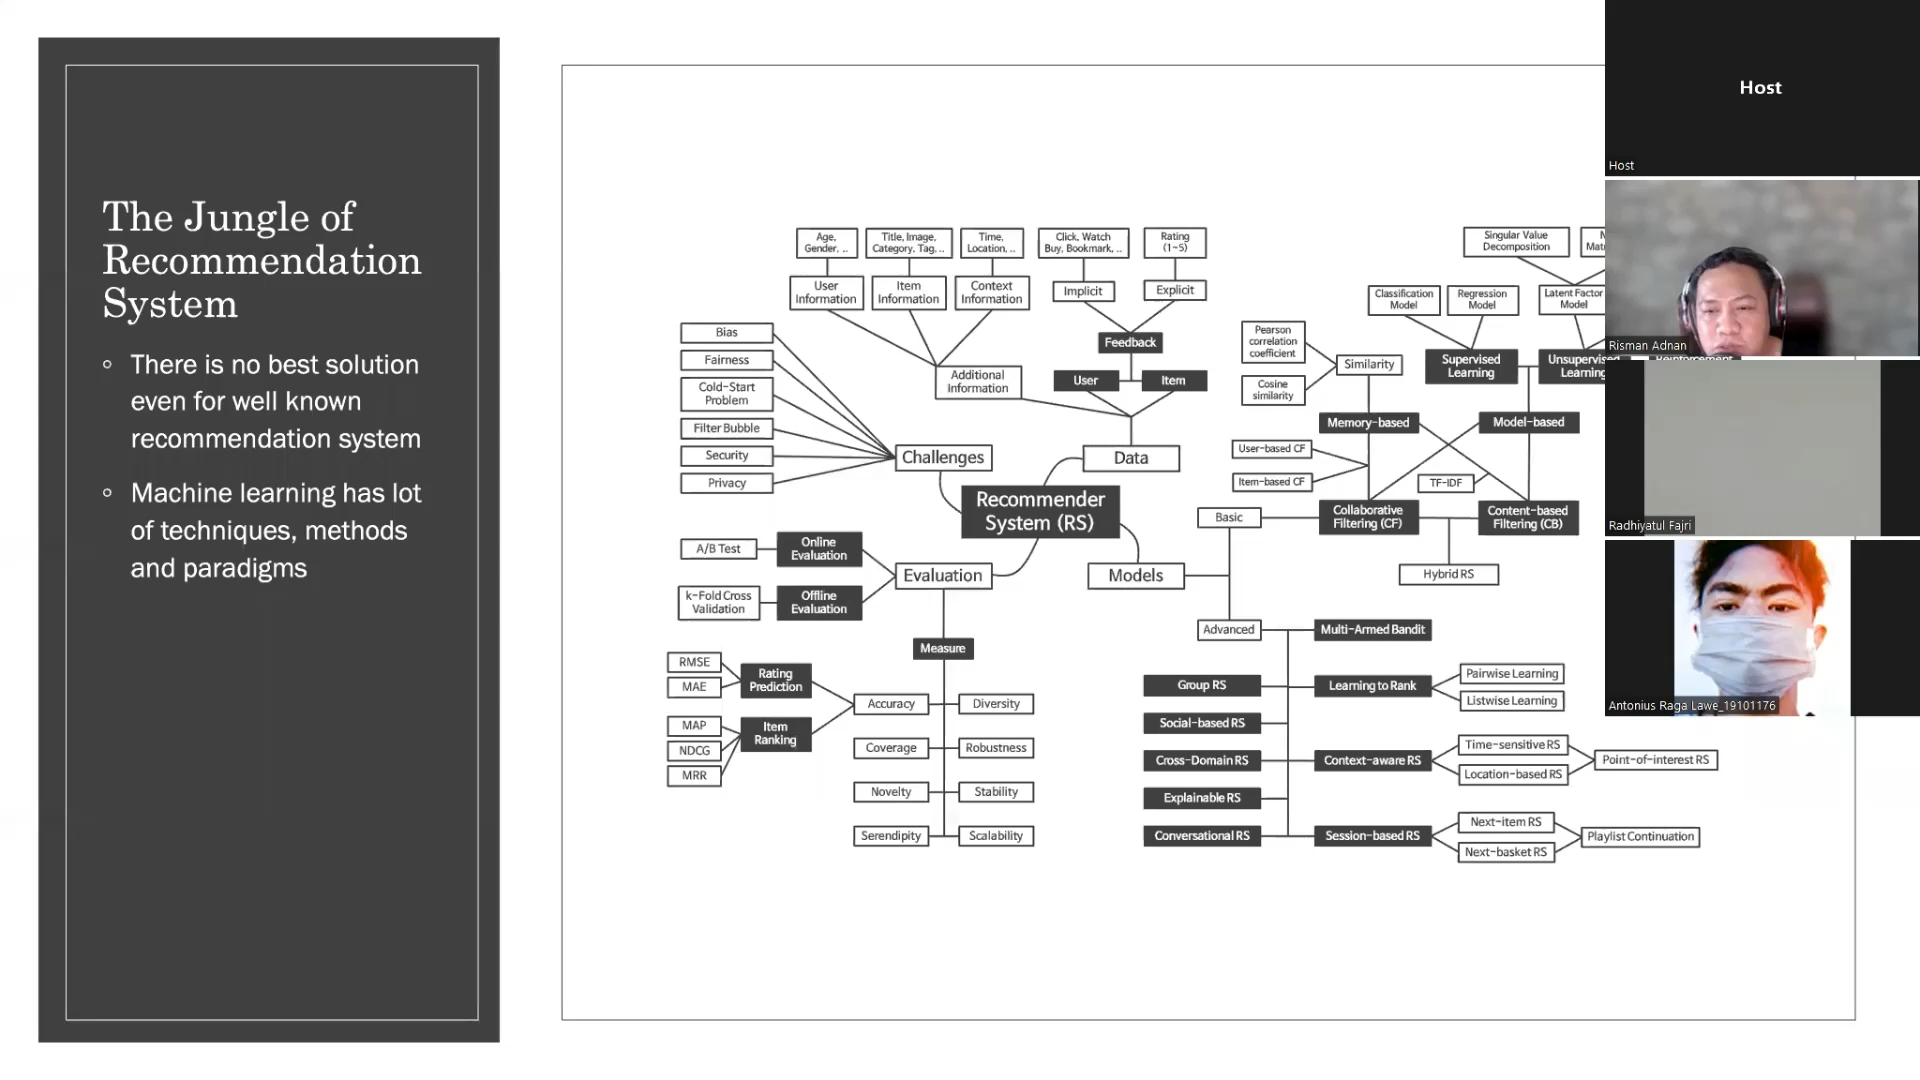 The Jungle of
Recommendation
System
There is no best solution
even for well known
recommendation system
Machine learning has lot
of techniques, methods
and paradigms
Age,
Gender, ..
Title, Image,
Category, Tag, ..
Time,
Location, ..
Click, Watch
Buy, Bookmark, ..
Rating
(1~5)
User
Information
Item
Information
Context
Information
Implicit
Explicit
Feedback
User
Item
Additional
Information
Data
Bias
Fairness
Cold-Start
Problem
Filter Bubble
Security
Privacy
Challenges
Recommender
System (RS)
A/B Test
Online
Evaluation
k-Fold Cross
Validation
Offline
Evaluation
Evaluation
Measure
RMSE
MAE
Rating
Prediction
MAP
NDCG
MRR
Item
Ranking
Accuracy
Diversity
Coverage
Robustness
Novelty
Stability
Serendipity
Scalability
Models
Basic
Advanced
Singular Value
Decomposition
Classification
Model
Regression
Model
Latent Factor
Model
Pearson
correlation
coefficient
Cosine
similarity
Similarity
Supervised
Learning
Unsupervised
Learning
Reinforcement
Memory-based
Model-based
User-based CF
Item-based CF
TF-IDF
Collaborative
Filtering (CF)
Content-based
Filtering (CB)
Hybrid RS
Multi-Armed Bandit
Group RS
Learning to Rank
Pairwise Learning
Listwise Learning
Social-based RS
Cross-Domain RS
Context-aware RS
Time-sensitive RS
Location-based RS
Point-of-interest RS
Explainable RS
Conversational RS
Session-based RS
Next-item RS
Next-basket RS
Playlist Continuation
Host
Host
Risman Adnan
Radhiyatul Fajri
Antonius Raga Lawe_19101176